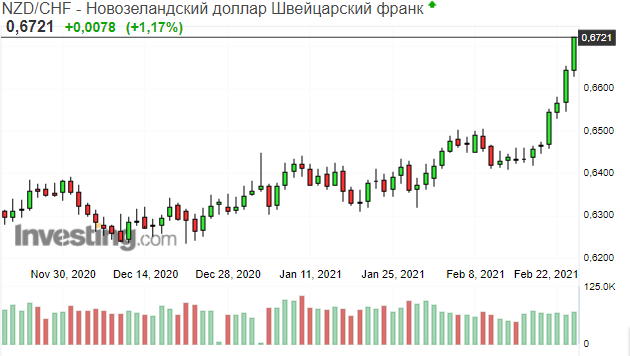 NZD/CHF - Новозеландский доллар Швейцарский франк
0,6721 +0,0078 (+1,17%)
0,6721
0,6600
0,6500
0,6400
0,6300
0,6200
Investing.com
Nov 30, 2020 Dec 14, 2020 Dec 28, 2020 Jan 11, 2021 Jan 25, 2021 Feb 8, 2021 Feb 22, 2021
125.0K
0